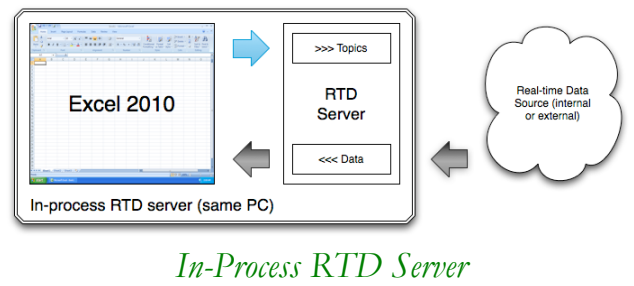 Excel 2010
>>> Topics
RTD
Server
<<< Data
Real-time Data
Source (internal
or external)
In-process RTD server (same PC)
In-Process RTD Server